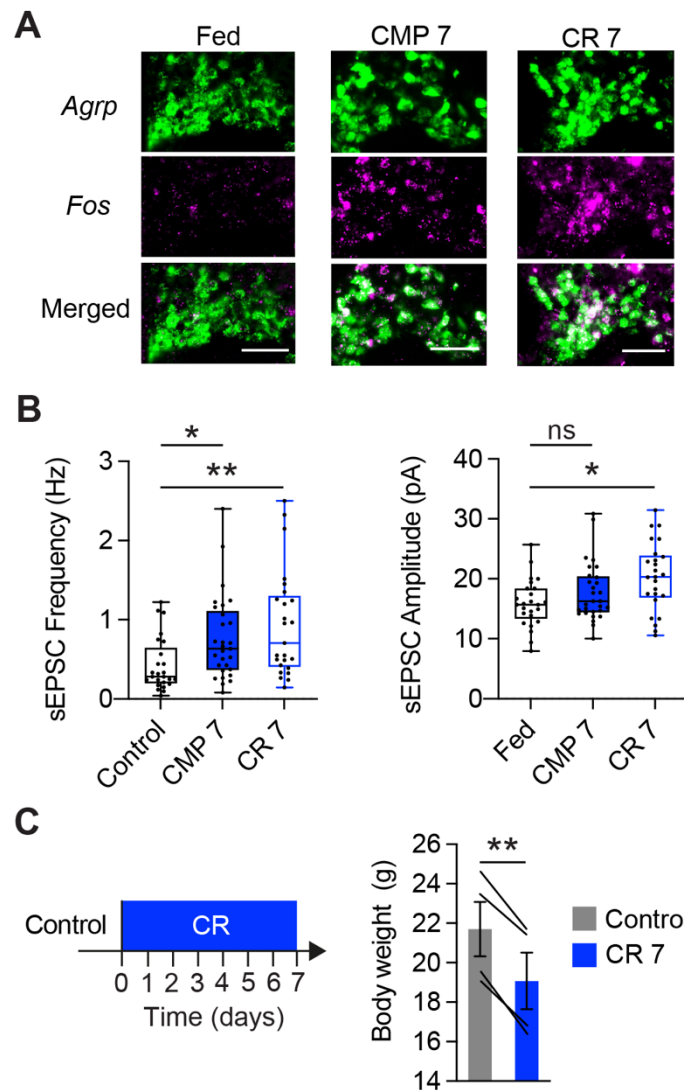 A
Fed CMP 7 CR 7
Agrp
Fos
Merged
B
* 
**
sEPSC Frequency (Hz)
3
2
1
0
Control CMP 7 CR 7
ns
*
sEPSC Amplitude (pA)
40
30
20
10
0
Fed CMP 7 CR 7
C
Control CR
0 1 2 3 4 5 6 7
Time (days)
**
Body weight (g)
26
24
22
20
18
16
14
Contro
CR 7